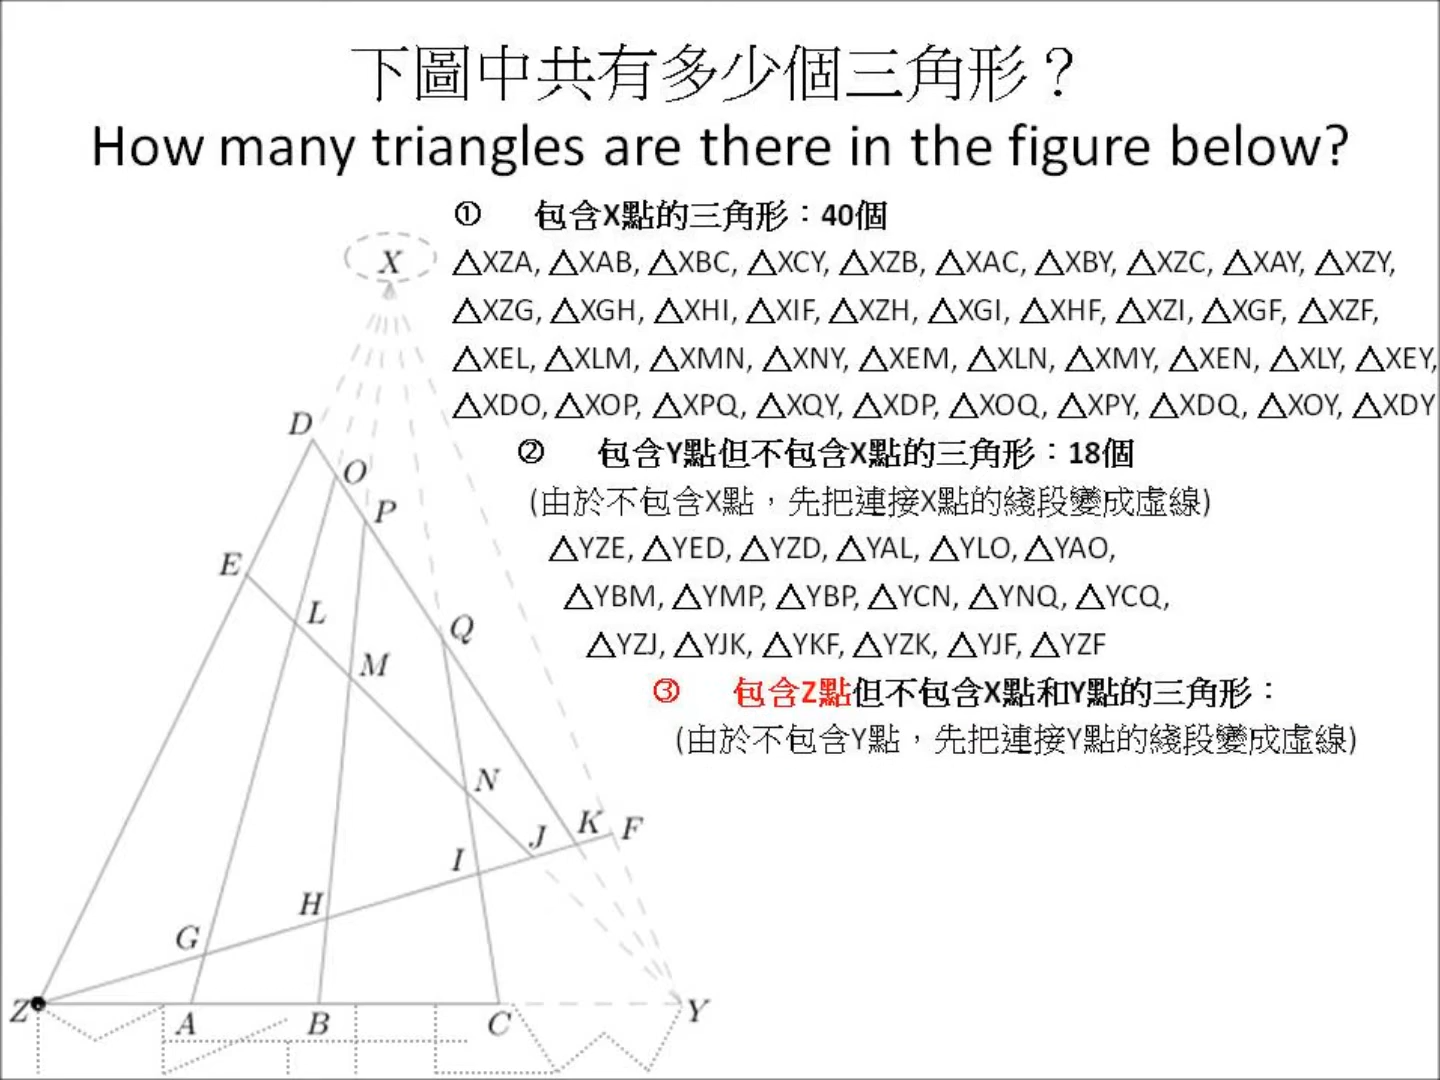 下圖中共有多少個三角形？
How many triangles are there in the figure below?
① 包含X點的三角形：40個
△XZA, △XAB, △XBC, △XCY, △XZB, △XAC, △XBY, △XZC, △XAY, △XZY,
△XZG, △XGH, △XHI, △XIF, △XZH, △XGI, △XHF, △XZI, △XGF, △XZF,
△XEL, △XLM, △XMN, △XNY, △XEM, △XLN, △XMY, △XEN, △XLY, △XEY,
△XDO, △XOP, △XPQ, △XQY, △XDP, △XOQ, △XPY, △XDQ, △XOY, △XDY
② 包含Y點但不包含X點的三角形：18個
(由於不包含X點，先把連接X點的綫段變成虛線)
△YZE, △YED, △YZD, △YAL, △YLO, △YAO,
△YBM, △YMP, △YBP, △YCN, △YNQ, △YCQ,
△YZJ, △YJK, △YKF, △YZK, △YJF, △YZF
③ 包含Z點但不包含X點和Y點的三角形：
(由於不包含Y點，先把連接Y點的綫段變成虛線)
X
D
O
P
E
L
Q
M
N
K F
J
I
H
G
Z
A
B
C
Y